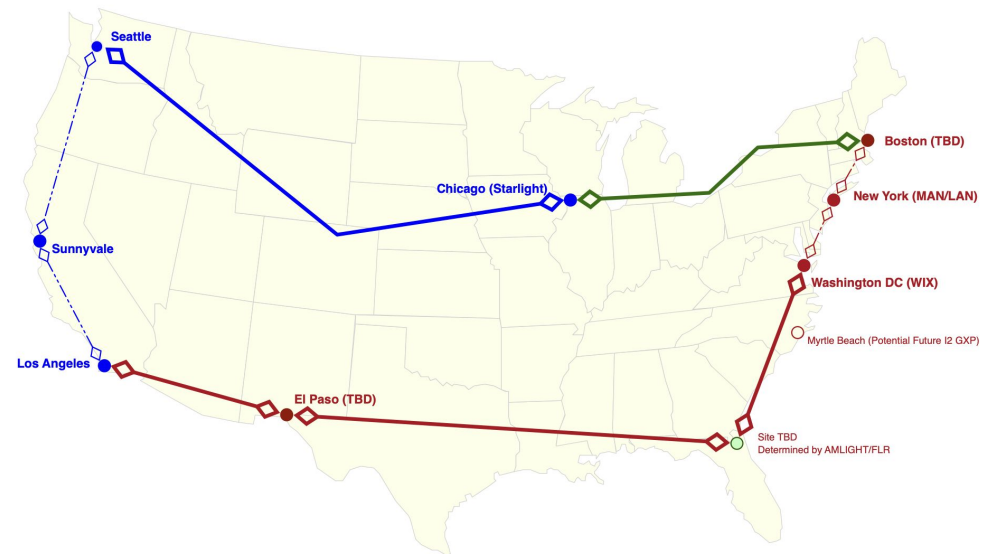 Seattle
Boston (TBD)
Chicago (Starlight)
New York (MAN/LAN)
Sunnyvale
Washington DC (WIX)
Myrtle Beach (Potential Future I2 GXP)
Los Angeles
El Paso (TBD)
Site TBD
Determined by AMLIGHT/FLR